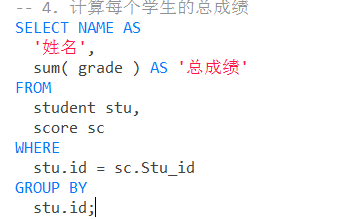 -- 4. 计算每个学生的总成绩
SELECT NAME AS
'姓名',
sum( grade ) AS '总成绩'
FROM
student stu,
score sc
WHERE
stu.id = sc.Stu_id
GROUP BY
stu.id;